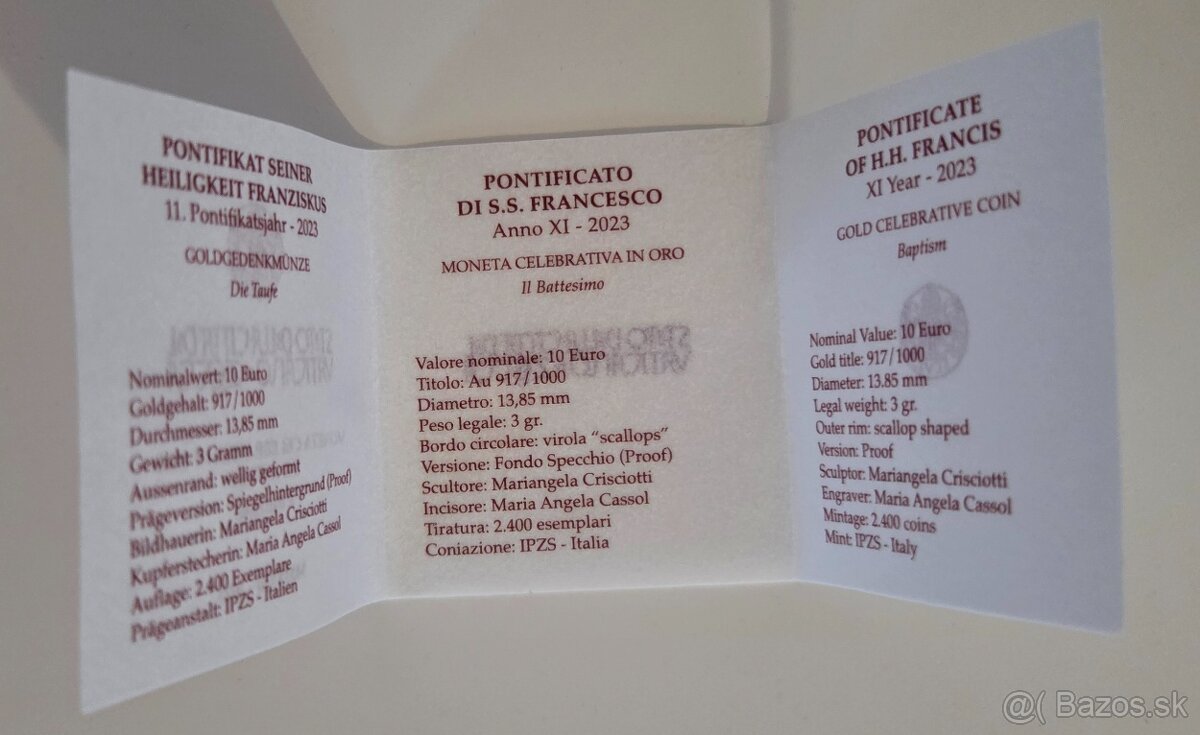 PONTIFIKAT SEINER
HEILIGKEIT FRANZISKUS
11. Pontifikatsjahr - 2023
GOLDGEDENKMÜNZE
Die Taufe
Nominalwert: 10 Euro
Goldgehalt: 917/1000
Durchmesser: 13,85 mm
Gewicht: 3 Gramm
Aussenrand: wellig geformt
Prägeversion: Spiegelhintergrund (Proof)
Bildhauerin: Mariangela Crisciotti
Kupferstecherin: Maria Angela Cassol
Auflage: 2.400 Exemplare
Prägeanstalt: IPZS - Italien
PONTIFICATO
DI S.S. FRANCESCO
Anno XI - 2023
MONETA CELEBRATIVA IN ORO
Il Battesimo
Valore nominale: 10 Euro
Titolo: Au 917/1000
Diametro: 13,85 mm
Peso legale: 3 gr.
Bordo circolare: virola “scallops”
Versione: Fondo Specchio (Proof)
Scultore: Mariangela Crisciotti
Incisore: Maria Angela Cassol
Tiratura: 2.400 esemplari
Coniazione: IPZS - Italia
PONTIFICATE
OF H.H. FRANCIS
XI Year - 2023
GOLD CELEBRATIVE COIN
Baptism
Nominal Value: 10 Euro
Gold title: 917/1000
Diameter: 13.85 mm
Legal weight: 3 gr.
Outer rim: scallop shaped
Version: Proof
Sculptor: Mariangela Crisciotti
Engraver: Maria Angela Cassol
Mintage: 2.400 coins
Mint: IPZS - Italy
@( Bazos.sk